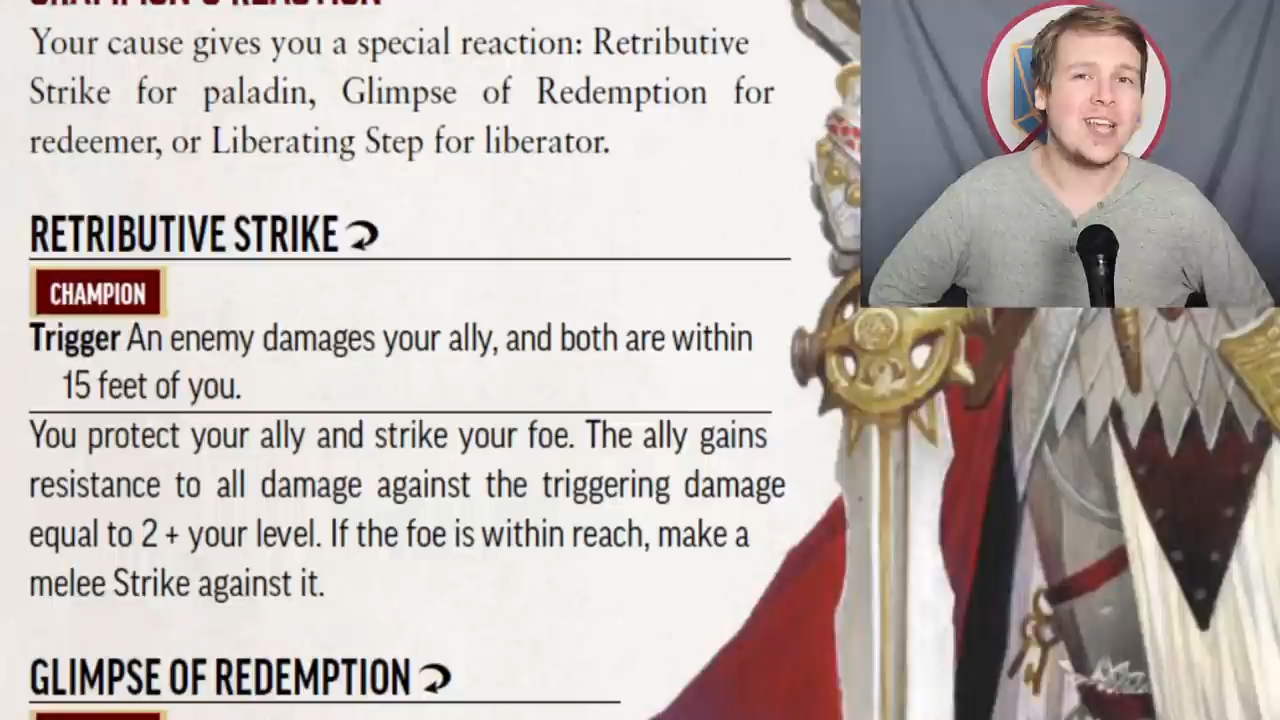 CHAMPION'S REACTION
Your cause gives you a special reaction: Retributive
Strike for paladin, Glimpse of Redemption for
redeemer, or Liberating Step for liberator.
RETRIBUTIVE STRIKE
CHAMPION
Trigger An enemy damages your ally, and both are within
15 feet of you.
You protect your ally and strike your foe. The ally gains
resistance to all damage against the triggering damage
equal to 2 + your level. If the foe is within reach, make a
melee Strike against it.
GLIMPSE OF REDEMPTION